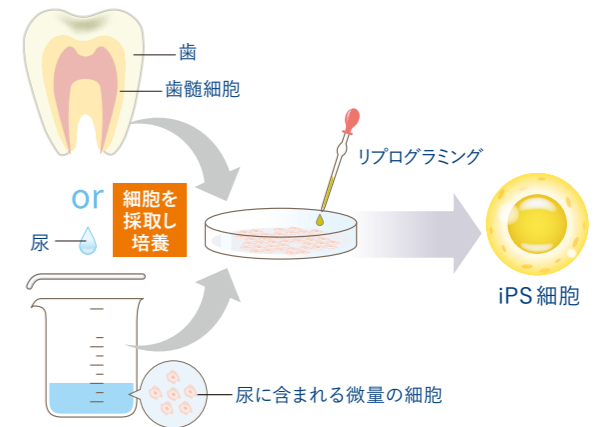 歯
歯髄細胞
リプログラミング
or
細胞を
採取し
培養
尿
iPS細胞
尿に含まれる微量の細胞